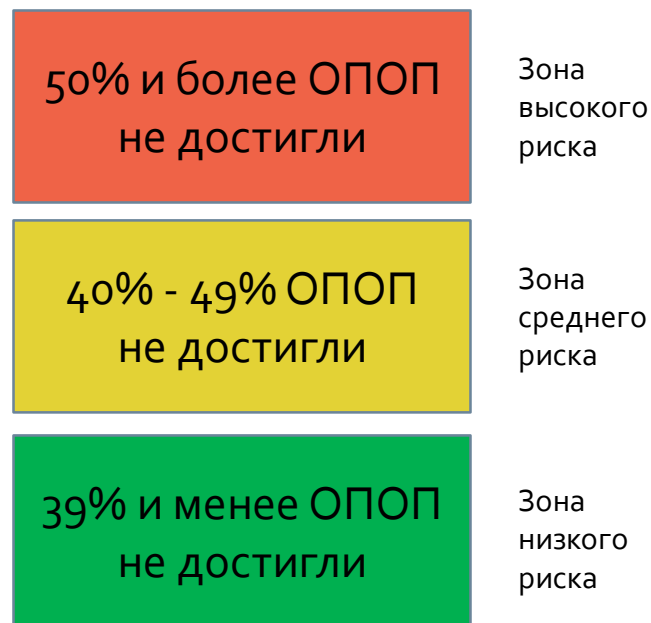 50% и более ОПОП
не достигли
Зона
высокого
риска
40% - 49% ОПОП
не достигли
Зона
среднего
риска
39% и менее ОПОП
не достигли
Зона
низкого
риска